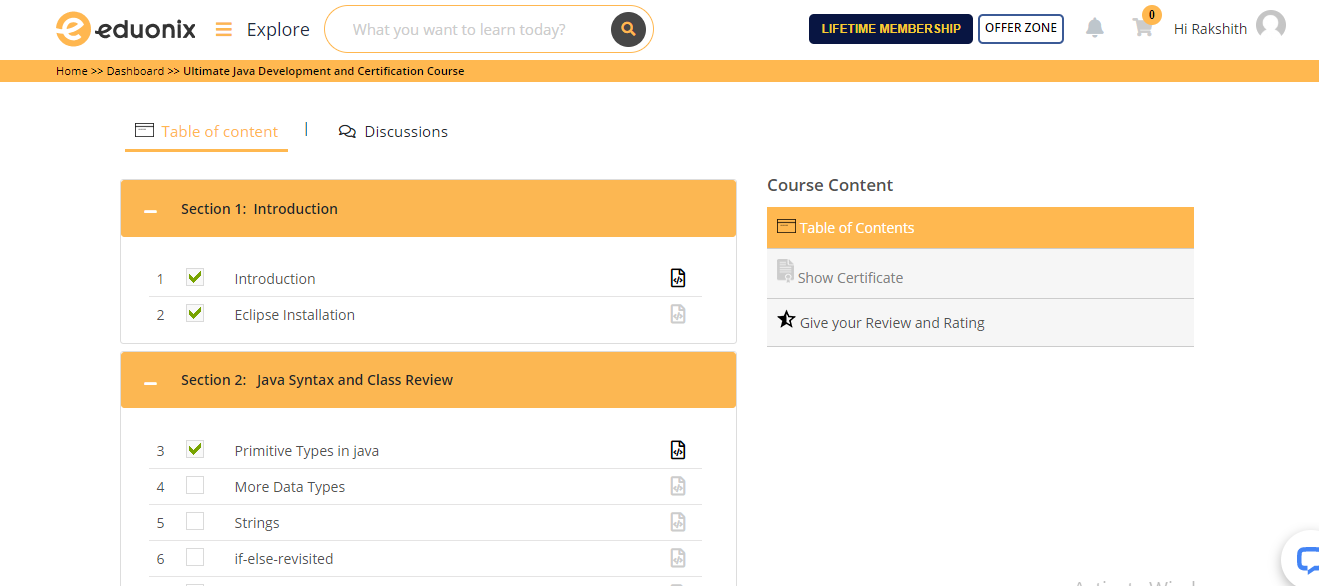 eduonix
Explore
What you want to learn today?
LIFETIME MEMBERSHIP
OFFER ZONE
0
Hi Rakshith
Home >> Dashboard >> Ultimate Java Development and Certification Course
Table of content
Discussions
Section 1: Introduction
1 Introduction
2 Eclipse Installation
Section 2: Java Syntax and Class Review
3 Primitive Types in java
4 More Data Types
5 Strings
6 if-else-revisited
Course Content
Table of Contents
Show Certificate
Give your Review and Rating